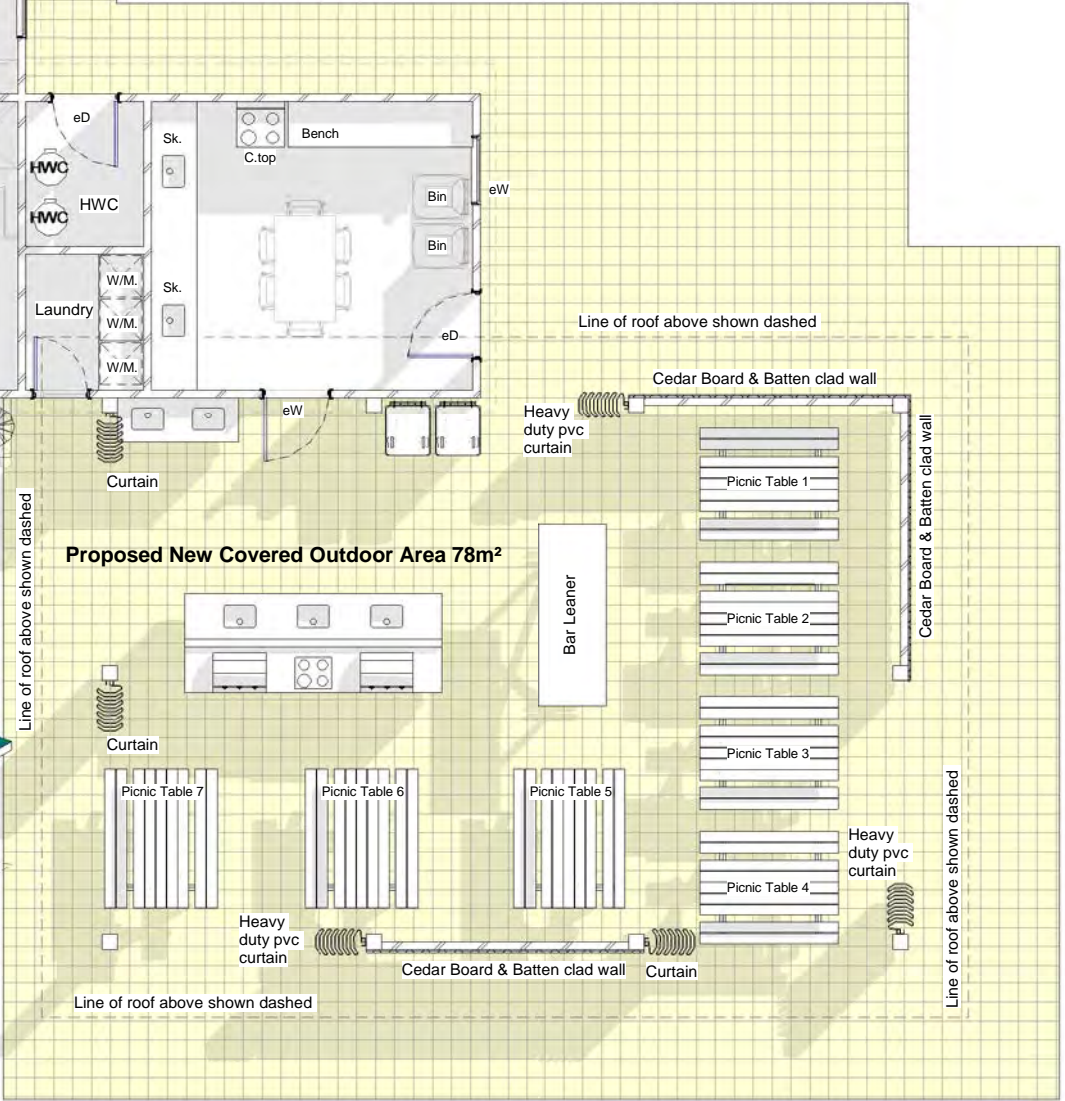 eD
Sk.
Bench
C.top
HWC
HWC
HWC
Bin
eW
Bin
W/M.
Sk.
Laundry
W/M.
W/M.
eD
Line of roof above shown dashed
Cedar Board & Batten clad wall
Heavy
duty pvc
curtain
eW
Curtain
Picnic Table 1
Cedar Board & Batten clad wall
Line of roof above shown dashed
Proposed New Covered Outdoor Area 78m²
Bar Leaner
Picnic Table 2
Curtain
Picnic Table 3
Picnic Table 7
Picnic Table 6
Picnic Table 5
Heavy
duty pvc
curtain
Picnic Table 4
Line of roof above shown dashed
Heavy
duty pvc
curtain
Cedar Board & Batten clad wall
Curtain
Line of roof above shown dashed